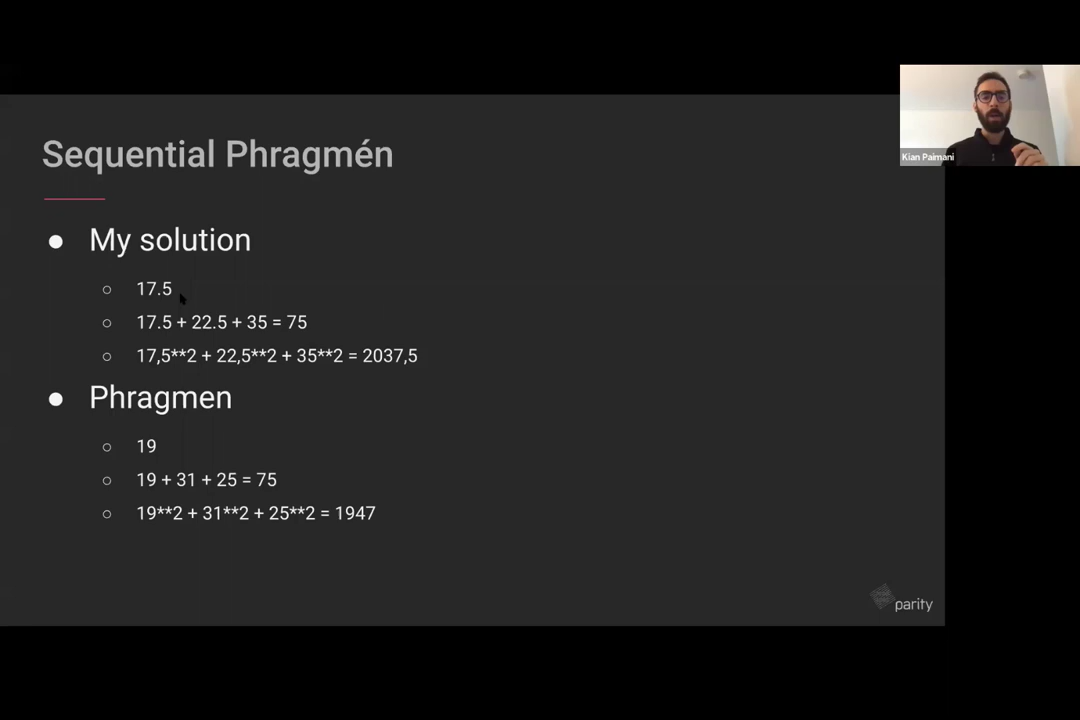 Sequential Phragmén
Kian Paimani
● My solution
○ 17.5
○ 17.5 + 22.5 + 35 = 75
○ 17,5**2 + 22,5**2 + 35**2 = 2037,5
● Phragmen
○ 19
○ 19 + 31 + 25 = 75
○ 19**2 + 31**2 + 25**2 = 1947
parity